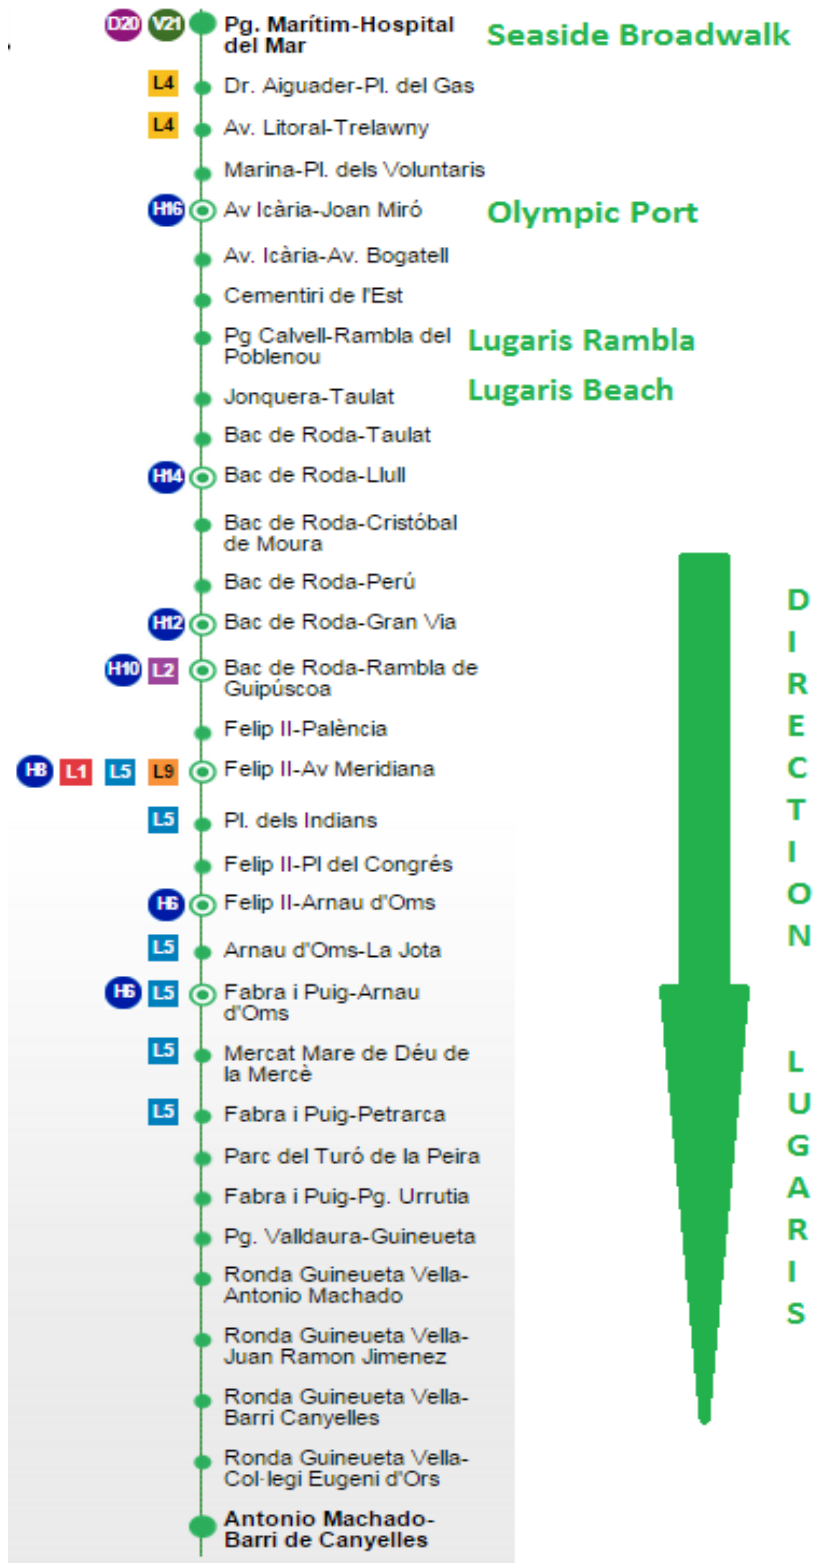 D20 V21 Pg. Marítim-Hospital
del Mar
Seaside Broadwalk
L4 Dr. Aiguader-Pl. del Gas
L4 Av. Litoral-Trelawny
Marina-Pl. dels Voluntaris
H16 Av Icària-Joan Miró
Olympic Port
Av. Icària-Av. Bogatell
Cementiri de l'Est
Pg Calvell-Rambla del
Poblenou
Lugaris Rambla
Jonquera-Taulat
Lugaris Beach
Bac de Roda-Taulat
H14 Bac de Roda-Llull
Bac de Roda-Cristóbal
de Moura
Bac de Roda-Perú
H12 Bac de Roda-Gran Via
H10 L2 Bac de Roda-Rambla de
Guipúscoa
Felip II-Palència
H8 L1 L5 L9 Felip II-Av Meridiana
L5 Pl. dels Indians
Felip II-Pl del Congrés
H6 Felip II-Arnau d'Oms
L5 Arnau d'Oms-La Jota
H6 L5 Fabra i Puig-Arnau
d'Oms
L5 Mercat Mare de Déu de
la Mercè
L5 Fabra i Puig-Petrarca
Parc del Turó de la Peira
Fabra i Puig-Pg. Urrutia
Pg. Valldaura-Guineueta
Ronda Guineueta Vella-
Antonio Machado
Ronda Guineueta Vella-
Juan Ramon Jimenez
Ronda Guineueta Vella-
Barri Canyelles
Ronda Guineueta Vella-
Col·legi Eugeni d'Ors
Antonio Machado-
Barri de Canyelles
DIRECTION
LUGARIS